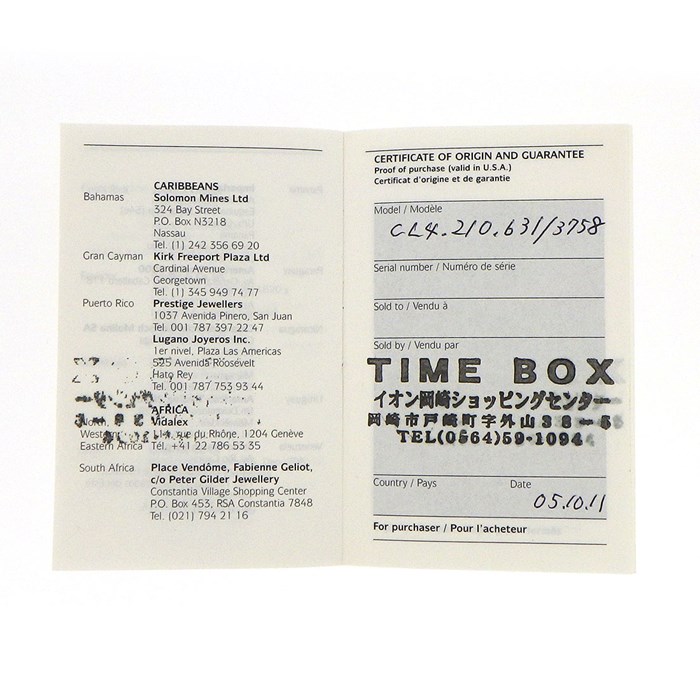 CARIBBEANS
Bahamas Solomon Mines Ltd
324 Bay Street
P.O. Box N3218
Nassau
Tel. (1) 242 356 69 20
Gran Cayman Kirk Freeport Plaza Ltd
Cardinal Avenue
Georgetown
Tel. (1) 345 949 74 77
Puerto Rico Prestige Jewellers
1037 Avenida Pinero, San Juan
Tel. 001 787 397 22 47
Lugano Joyeros Inc.
1er nivel, Plaza Las Americas
525 Avenida Roosevelt
Hato Rey
Tel. 001 787 753 93 44
AFRICA
North, Vidalex
Western 114, rue du Rhône, 1204 Genève
Eastern Africa Tel. +41 22 786 53 35
South Africa Place Vendôme, Fabienne Geliot,
c/o Peter Gilder Jewellery
Constantia Village Shopping Center
P.O. Box 453, RSA Constantia 7848
Tel. (021) 794 21 16
CERTIFICATE OF ORIGIN AND GUARANTEE
Proof of purchase (valid in U.S.A.)
Certificat d'origine et de garantie
Model / Modèle
CL4.210.631/3758
Serial number / Numéro de série
Sold to / Vendu à
Sold by / Vendu par
TIME BOX
イオン岡崎ショッピングセンター
岡崎市戸崎町字外山38-5
TEL(0564)59-1094
Country / Pays Date
05.10.11
For purchaser / Pour l'acheteur